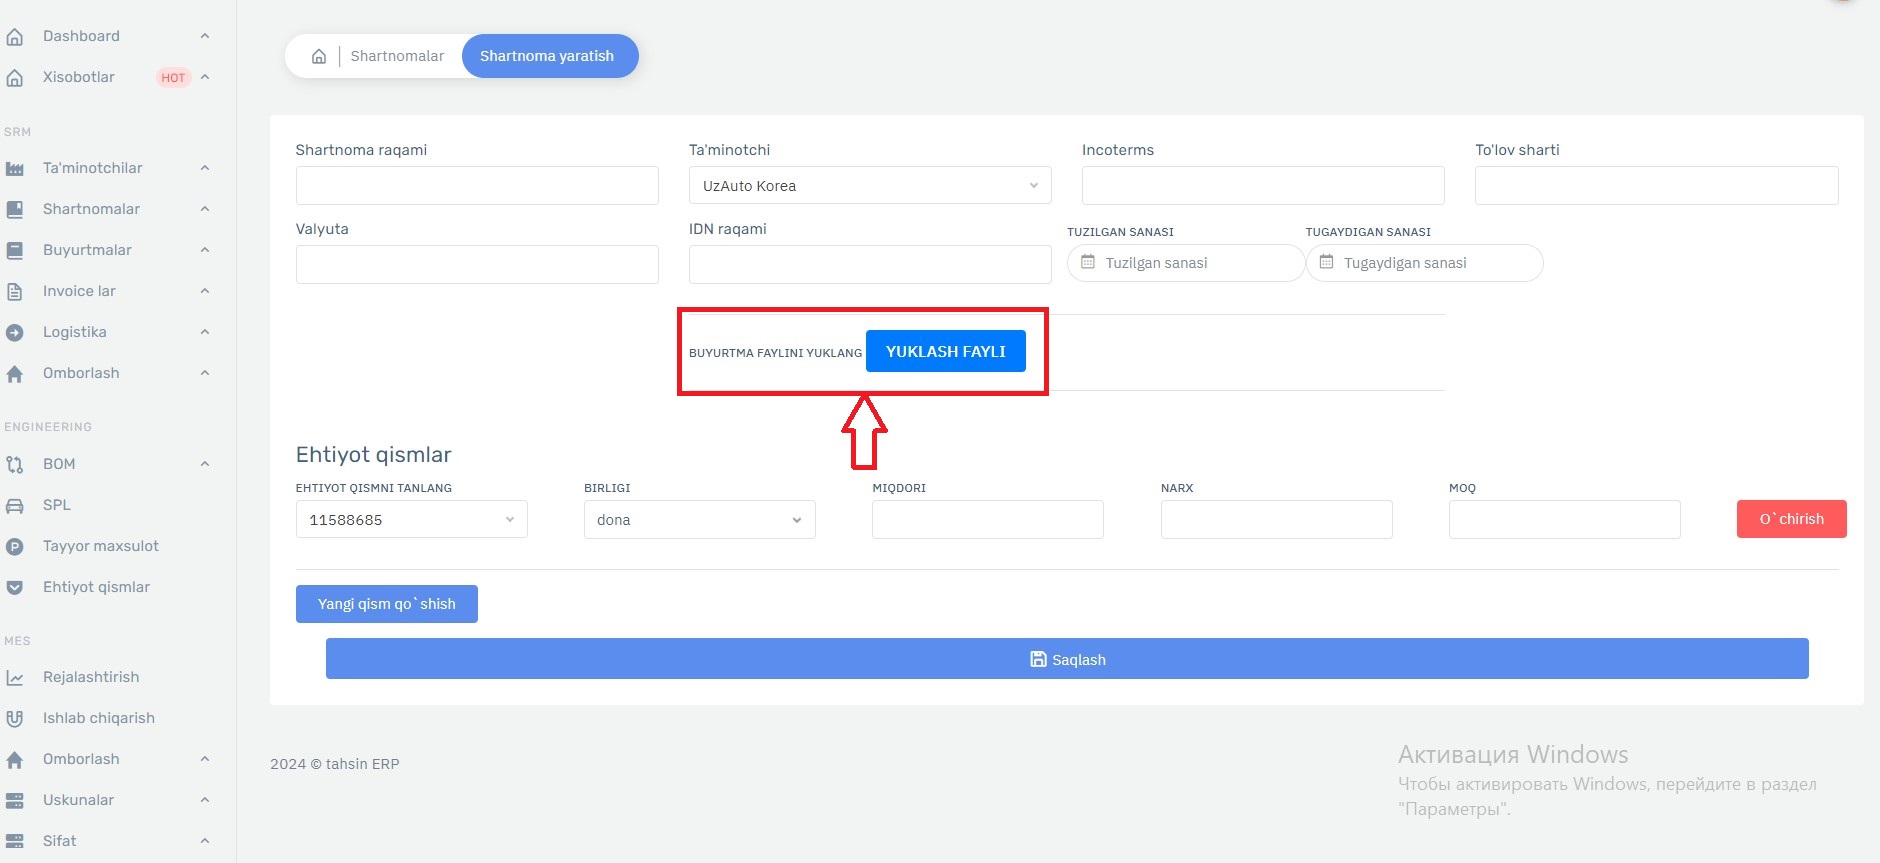 Dashboard
Xisobotlar HOT
SRM
Ta'minotchilar
Shartnomalar
Buyurtmalar
Invoice lar
Logistika
Omborlash
ENGINEERING
BOM
SPL
Tayyor maxsulot
Ehtiyot qismlar
MES
Rejalashtirish
Ishlab chiqarish
Omborlash
Uskunalar
Sifat
Shartnomalar Shartnoma yaratish
Shartnoma raqami Ta'minotchi Incoterms To'lov sharti
UzAuto Korea
Valyuta IDN raqami TUZILGAN SANASI TUGAYDIGAN SANASI
Tuzilgan sanasi Tugaydigan sanasi
BUYURTMA FAYLINI YUKLANG YUKLASH FAYLI
Ehtiyot qismlar
EHTIYOT QISMNI TANLANG BIRLIGI MIQDORI NARX MOQ
11588685 dona O`chirish
Yangi qism qo`shish
Saqlash
2024 © tahsin ERP
Активация Windows
Чтобы активировать Windows, перейдите в раздел
"Параметры".